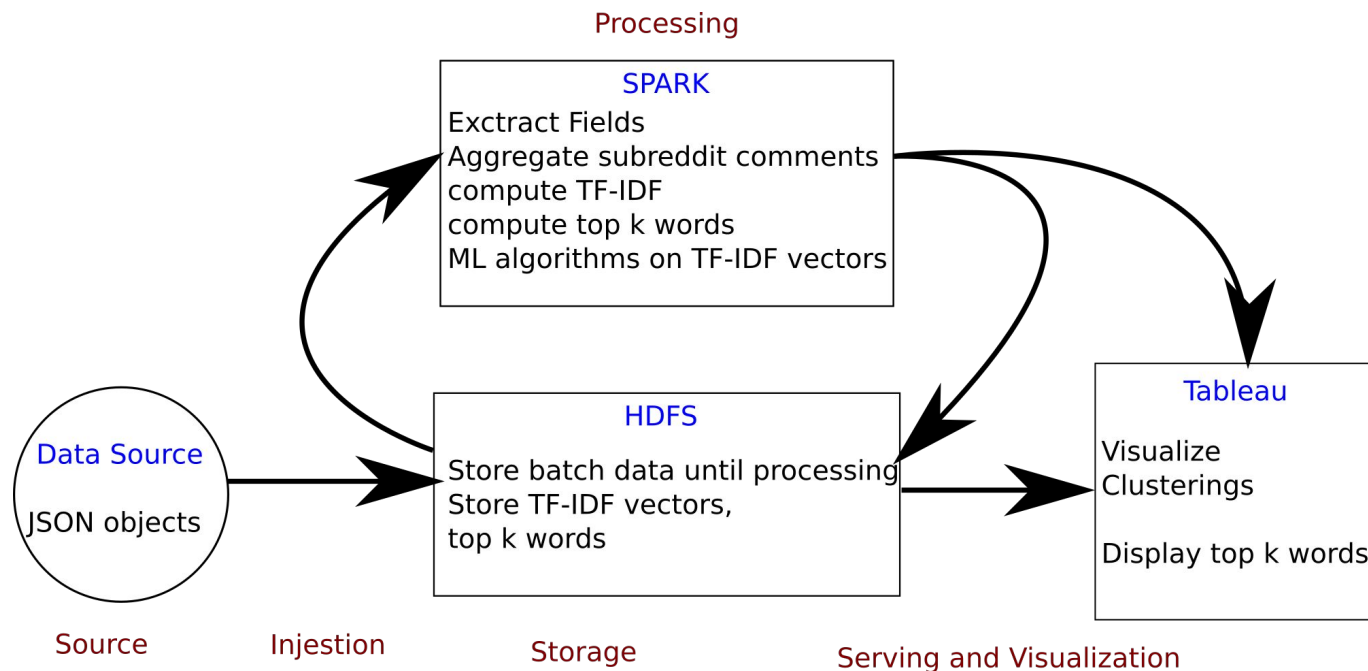 Processing
SPARK
Exctract Fields
Aggregate subreddit comments
compute TF-IDF
compute top k words
ML algorithms on TF-IDF vectors
Data Source
JSON objects
HDFS
Store batch data until processing
Store TF-IDF vectors,
top k words
Tableau
Visualize
Clusterings
Display top k words
Source
Injestion
Storage
Serving and Visualization